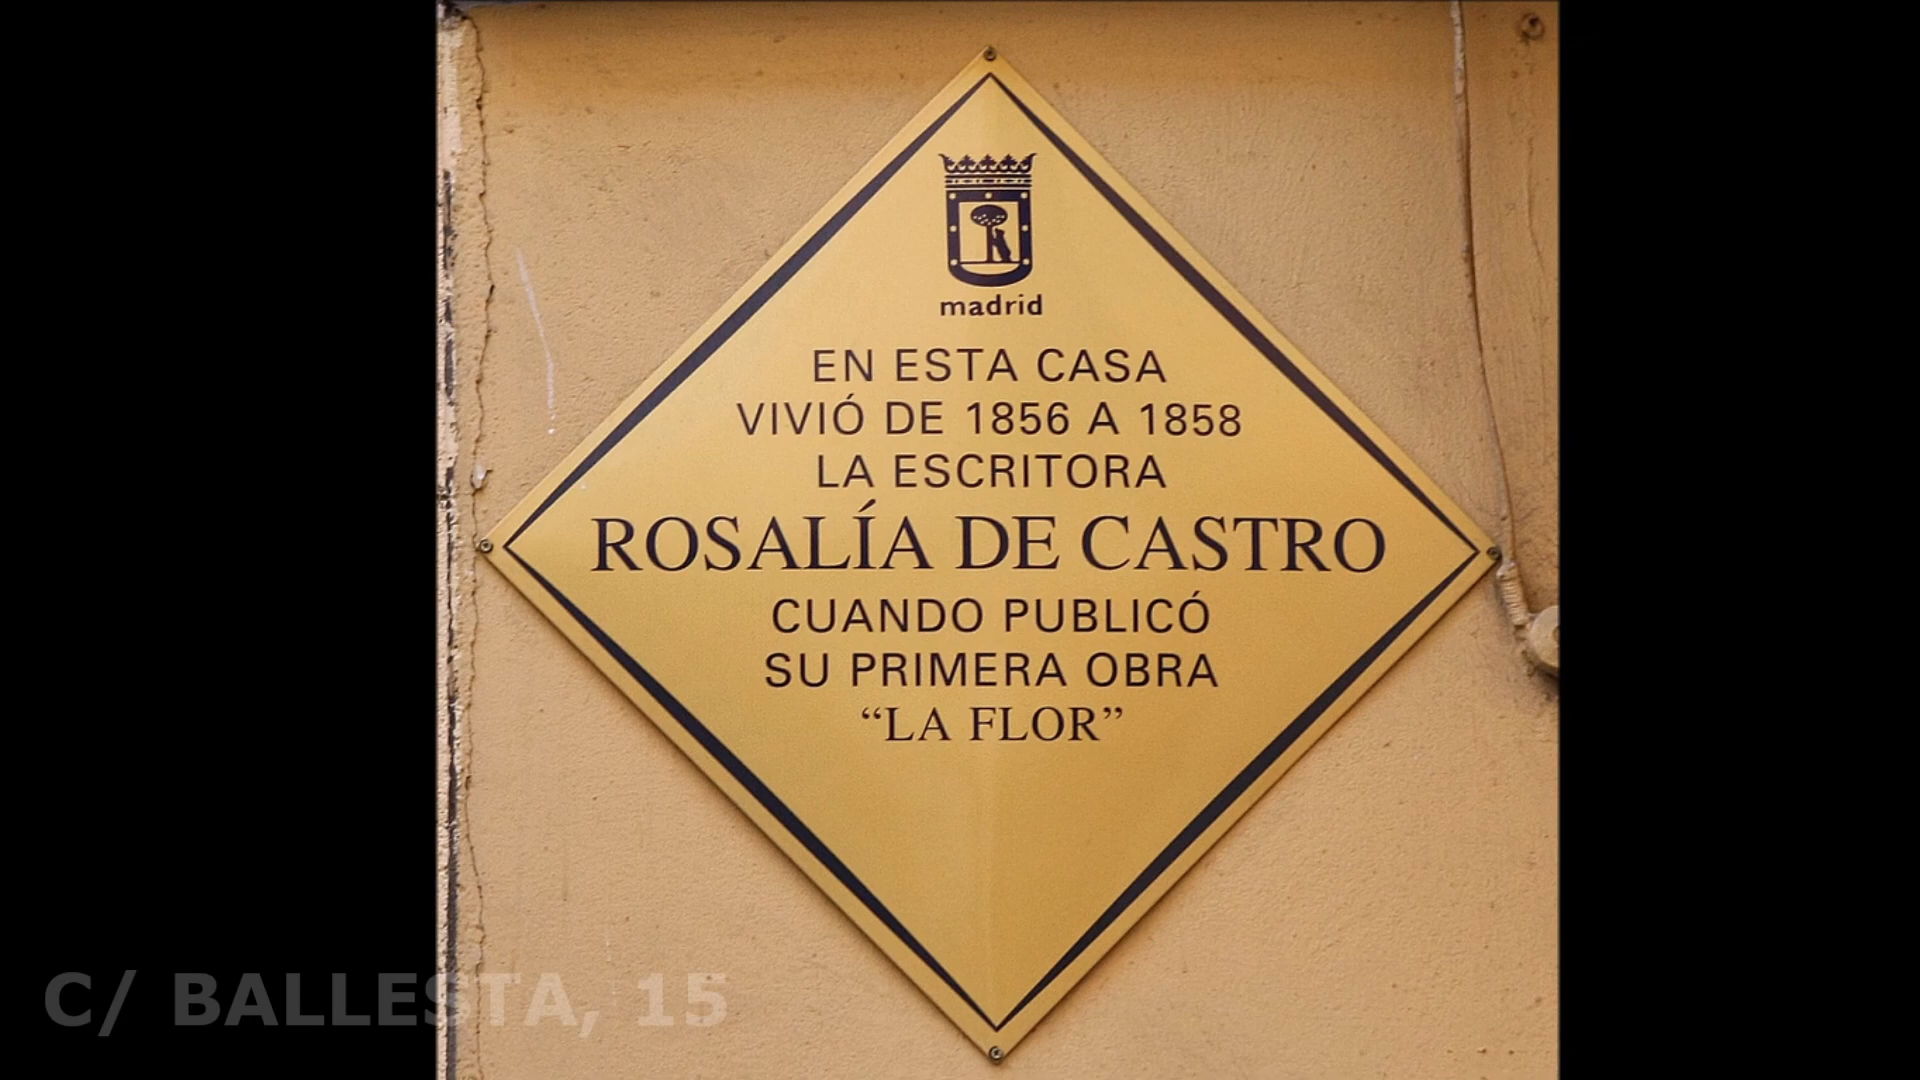 madrid
EN ESTA CASA
VIVIÓ DE 1856 A 1858
LA ESCRITORA
ROSALÍA DE CASTRO
CUANDO PUBLICÓ
SU PRIMERA OBRA
“LA FLOR”
C/ BALLESTA, 15